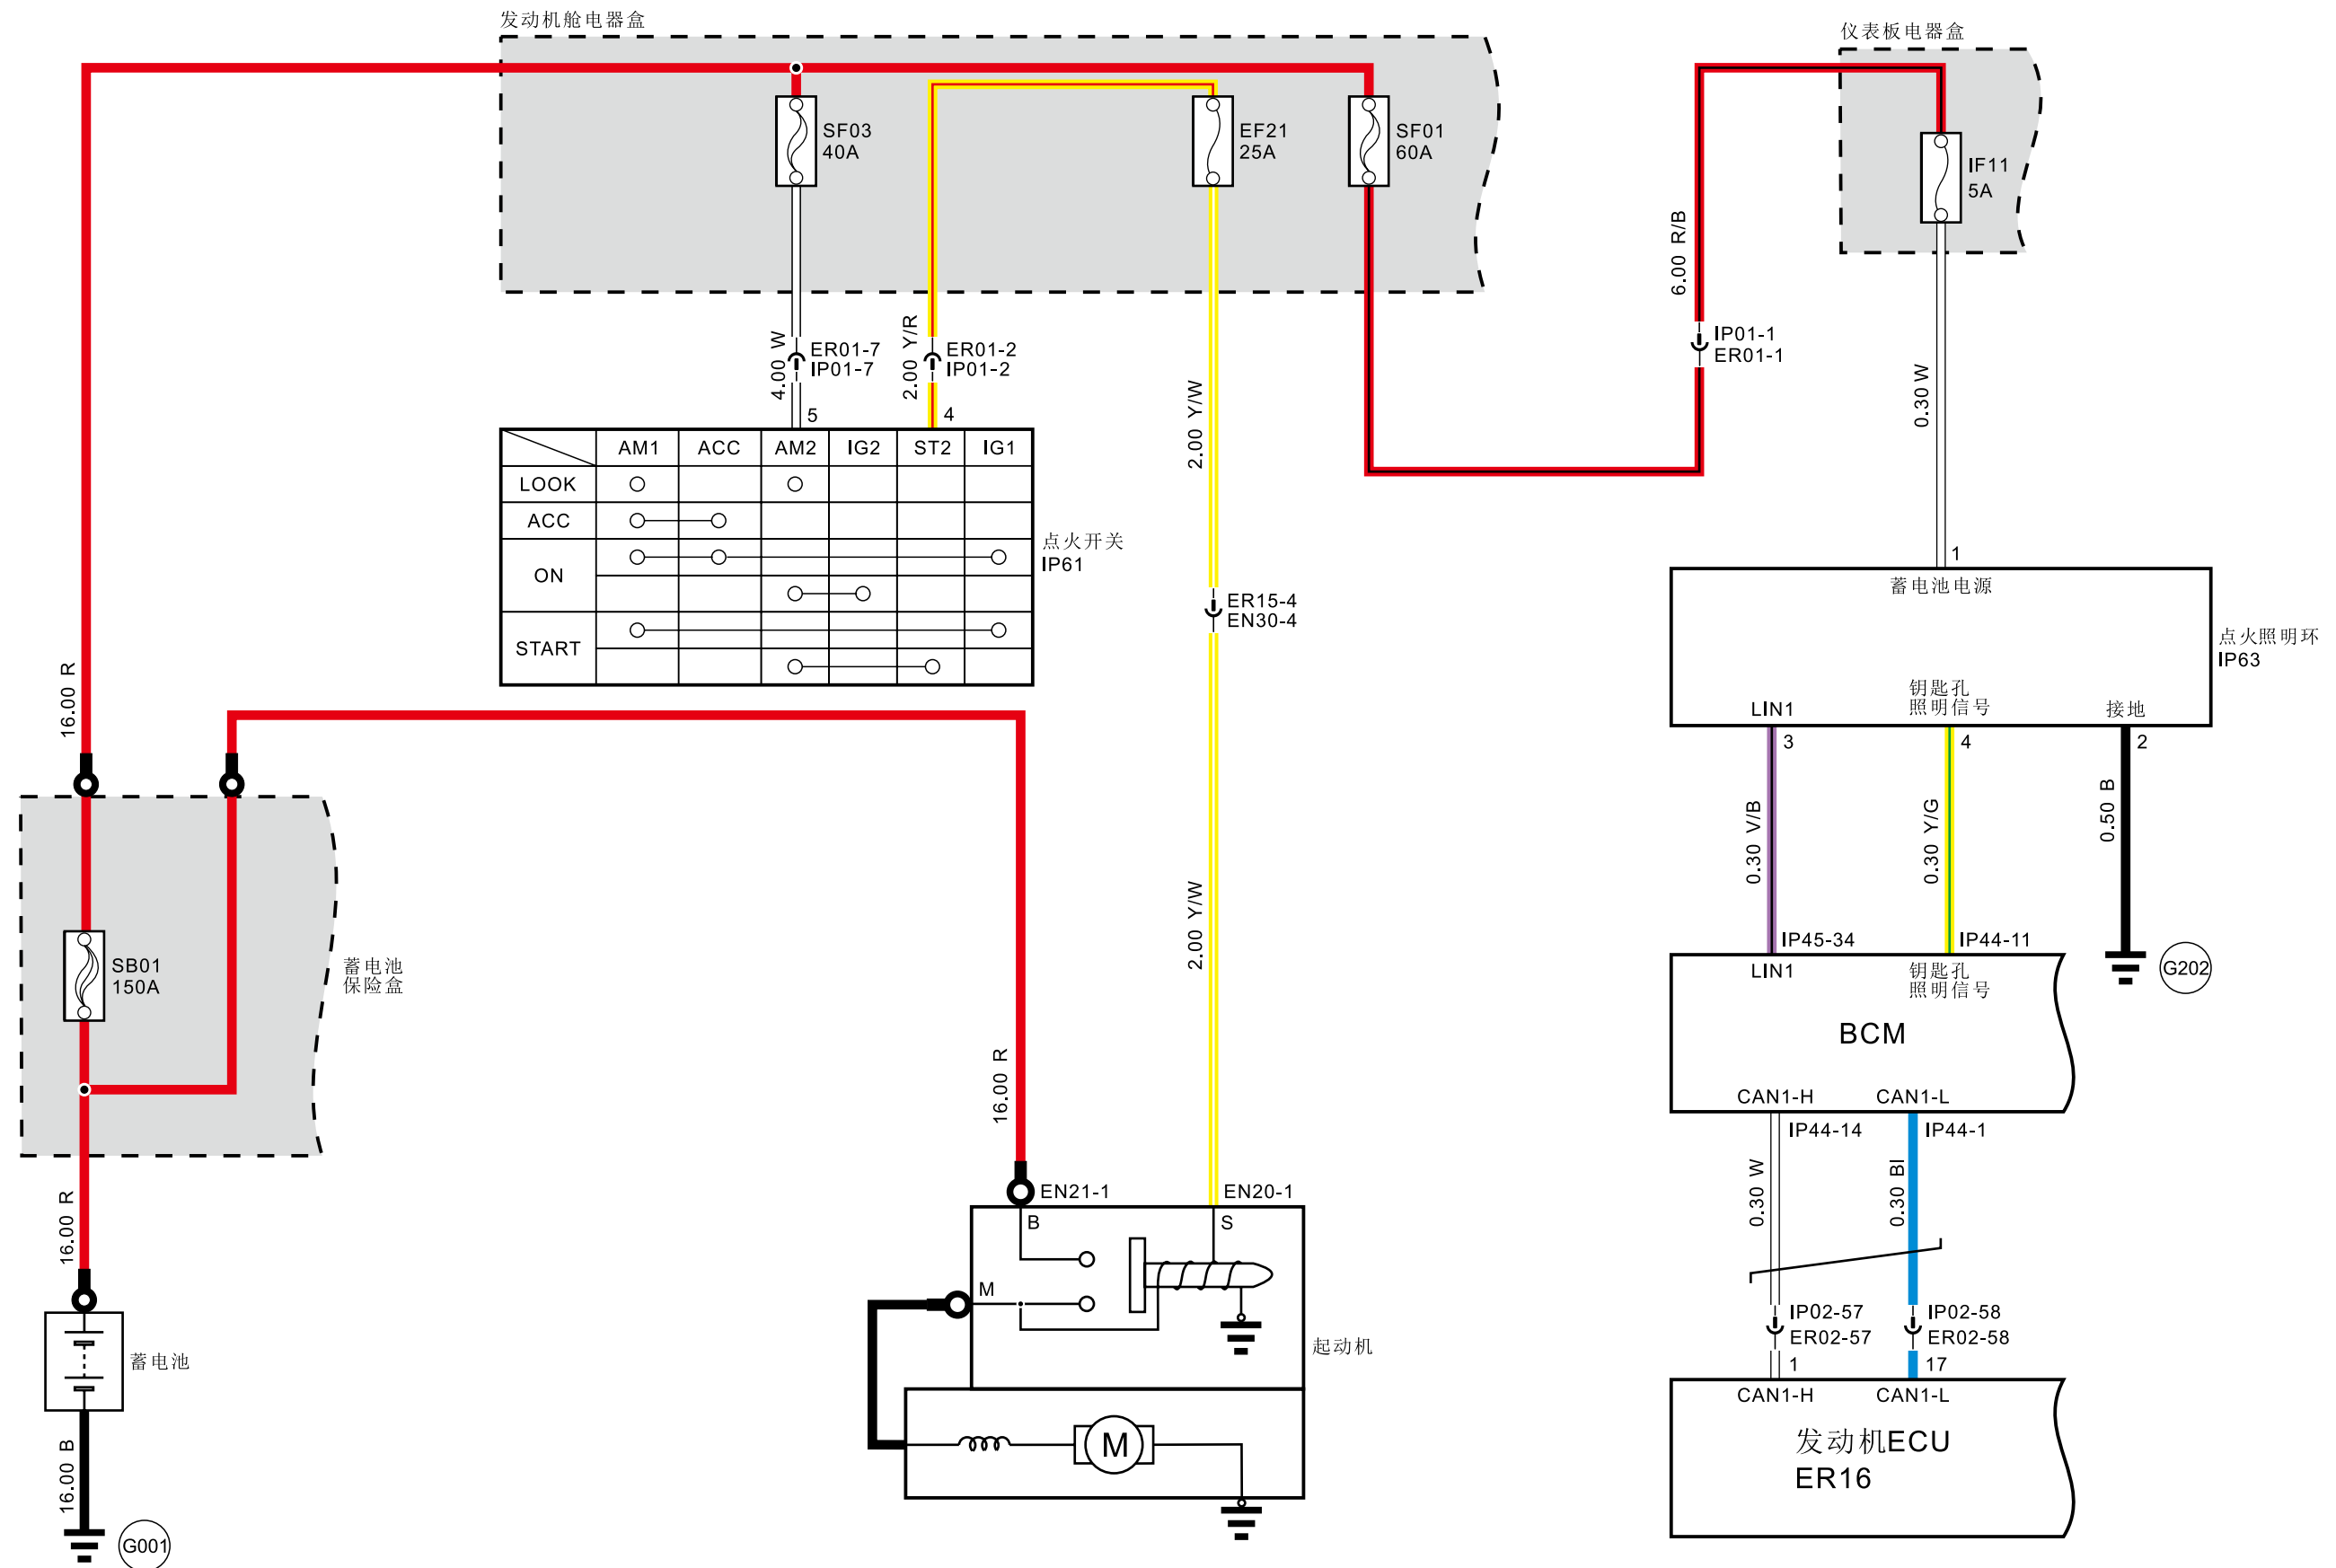 发动机舱电器盒
仪表板电器盒
SF03
40A
EF21
25A
SF01
60A
IF11
5A
6.00 R/B
4.00 W
ER01-7
IP01-7
5
2.00 Y/R
ER01-2
IP01-2
4
2.00 Y/W
IP01-1
ER01-1
0.30 W
AM1 ACC AM2 IG2 ST2 IG1
LOOK
ACC
ON
START
点火开关
IP61
ER15-4
EN30-4
1
蓄电池电源
点火照明环
IP63
LIN1
钥匙孔
照明信号
接地
3
4
2
16.00 R
0.30 V/B
0.30 Y/G
0.50 B
SB01
150A
蓄电池
保险盒
2.00 Y/W
IP45-34
IP44-11
G202
LIN1
钥匙孔
照明信号
BCM
CAN1-H
CAN1-L
IP44-14
IP44-1
16.00 R
16.00 R
EN21-1
EN20-1
B
S
M
0.30 W
0.30 Bl
IP02-57
ER02-57
IP02-58
ER02-58
1
17
起动机
蓄电池
CAN1-H
CAN1-L
M
发动机ECU
ER16
16.00 B
G001